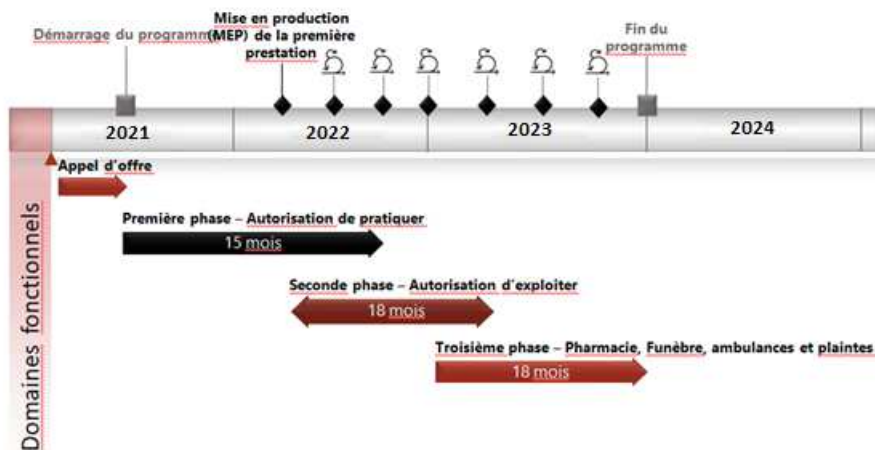 Démarrage du programme
Mise en production
(MEP) de la première
prestation
Fin du
programme
2021
2022
2023
2024
Domaines fonctionnels
Appel d'offre
Première phase – Autorisation de pratiquer
15 mois
Seconde phase – Autorisation d'exploiter
18 mois
Troisième phase – Pharmacie, Funèbre, ambulances et plaintes
18 mois